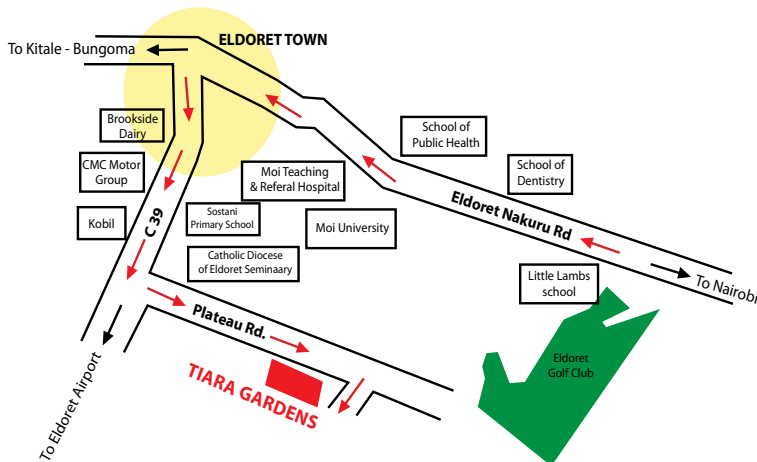 ELDORET TOWN
To Kitale - Bungoma
Brookside
Dairy
CMC Motor
Group
Kobil
C 39
School of
Public Health
School of
Dentistry
Moi Teaching
& Referal Hospital
Sostani
Primary School
Moi University
Catholic Diocese
of Eldoret Seminaary
Eldoret Nakuru Rd
Little Lambs
school
To Nairobi
Plateau Rd.
TIARA GARDENS
Eldoret
Golf Club
To Eldoret Airport